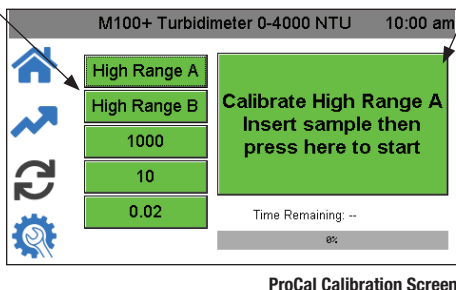 M100+ Turbidimeter 0-4000 NTU 10:00 am
High Range A
High Range B
1000
10
0.02
Calibrate High Range A
Insert sample then
press here to start
Time Remaining: --
0%
ProCal Calibration Screen